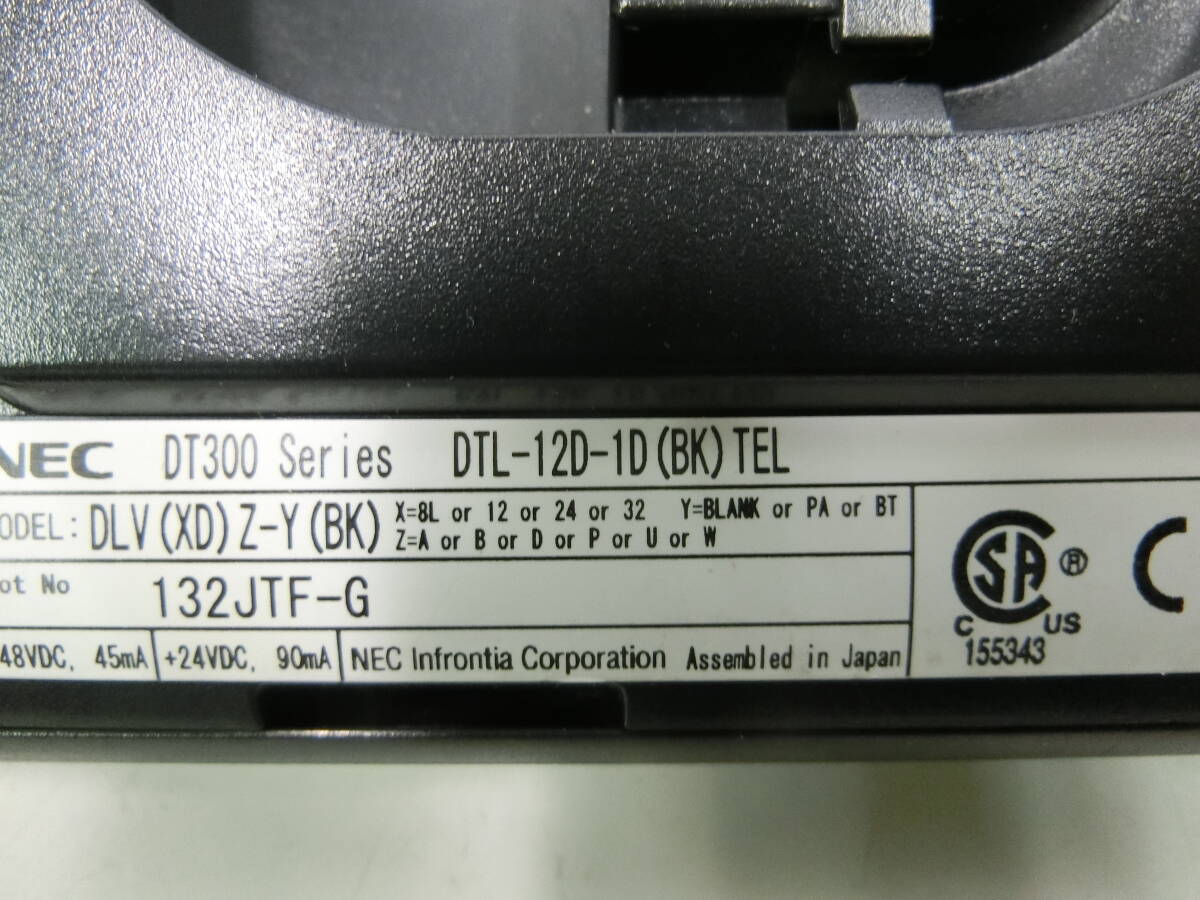 NEC DT300 Series DTL-12D-1D(BK)TEL
MODEL: DLV(XD)Z-Y(BK) X=8L or 12 or 24 or 32 Y=BLANK or PA or BT
Z=A or B or D or P or U or W
ot No 132JTF-G
48VDC, 45mA +24VDC, 90mA NEC Infrontia Corporation Assembled in Japan
CSA ®
C US
155343